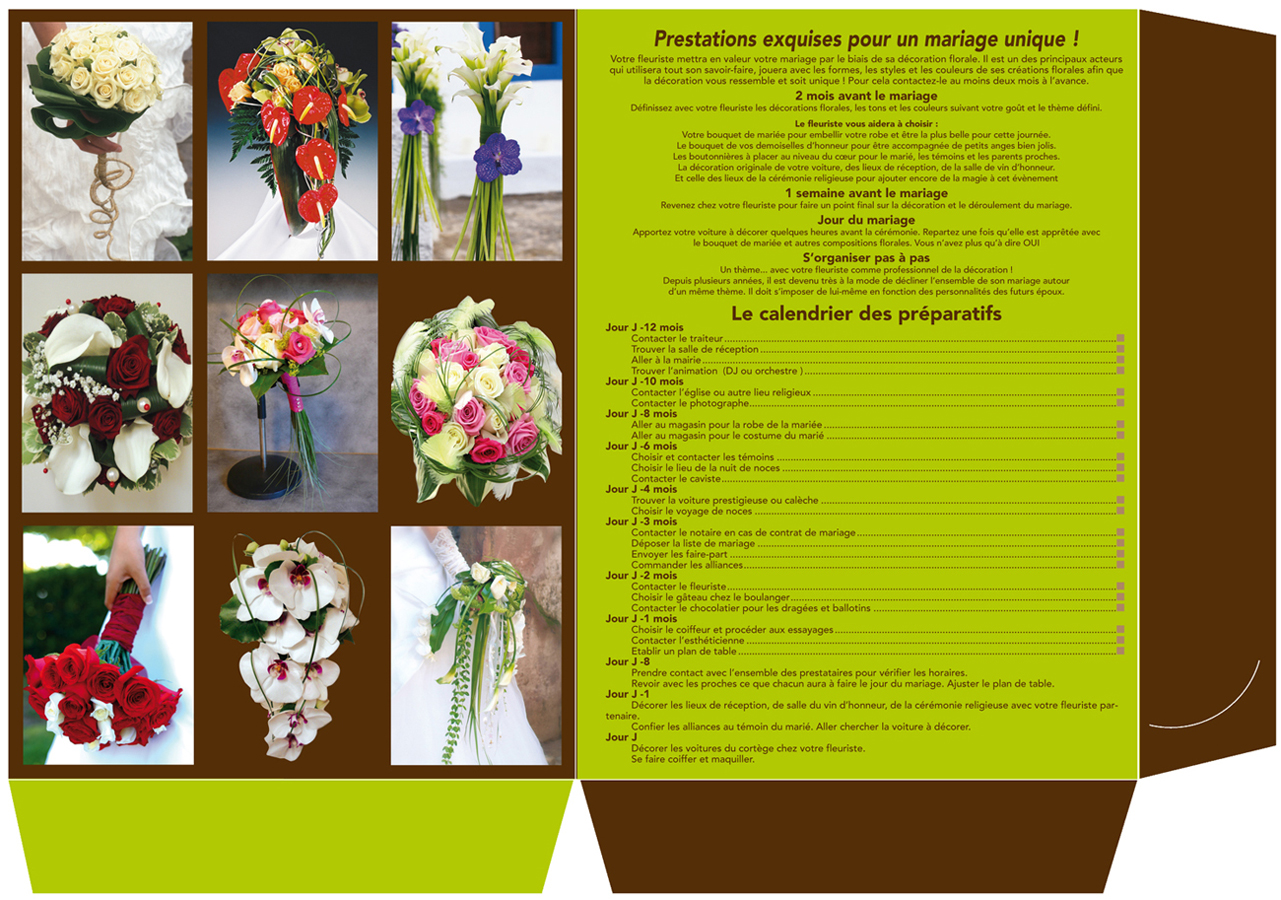 Prestations exquises pour un mariage unique !
Votre fleuriste mettra en valeur votre mariage par le biais de sa décoration florale. Il est un des principaux acteurs
qui utilisera tout son savoir-faire, jouera avec les formes, les styles et les couleurs de ses créations florales afin que
la décoration vous ressemble et soit unique ! Pour cela contactez-le au moins deux mois à l'avance.
2 mois avant le mariage
Définissez avec votre fleuriste les décorations florales, les tons et les couleurs suivant votre goût et le thème défini.
Le fleuriste vous aidera à choisir :
Votre bouquet de mariée pour embellir votre robe et être la plus belle pour cette journée.
Le bouquet de vos demoiselles d'honneur pour être accompagnée de petits anges bien jolis.
Les boutonnières à placer au niveau du cœur pour le marié, les témoins et les parents proches.
La décoration originale de votre voiture, des lieux de réception, de la salle de vin d'honneur.
Et celle des lieux de la cérémonie religieuse pour ajouter encore de la magie à cet évènement
1 semaine avant le mariage
Revenez chez votre fleuriste pour faire un point final sur la décoration et le déroulement du mariage.
Jour du mariage
Apportez votre voiture à décorer quelques heures avant la cérémonie. Repartez une fois qu'elle est apprêtée avec
le bouquet de mariée et autres compositions florales. Vous n'avez plus qu'à dire OUI
S'organiser pas à pas
Un thème... avec votre fleuriste comme professionnel de la décoration !
Depuis plusieurs années, il est devenu très à la mode de décliner l'ensemble de son mariage autour
d'un même thème. Il doit s'imposer de lui-même en fonction des personnalités des futurs époux.
Le calendrier des préparatifs
Jour J -12 mois
Contacter le traiteur
Trouver la salle de réception
Aller à la mairie
Trouver l'animation (DJ ou orchestre )
Jour J -10 mois
Contacter l'église ou autre lieu religieux
Contacter le photographe
Jour J -8 mois
Aller au magasin pour la robe de la mariée
Aller au magasin pour le costume du marié
Jour J -6 mois
Choisir et contacter les témoins
Choisir le lieu de la nuit de noces
Contacter le caviste
Jour J -4 mois
Trouver la voiture prestigieuse ou calèche
Choisir le voyage de noces
Jour J -3 mois
Contacter le notaire en cas de contrat de mariage
Déposer la liste de mariage
Envoyer les faire-part
Commander les alliances
Jour J -2 mois
Contacter le fleuriste
Choisir le gâteau chez le boulanger
Contacter le chocolatier pour les dragées et ballotins
Jour J -1 mois
Choisir le coiffeur et procéder aux essayages
Contacter l'esthéticienne
Etablir un plan de table
Jour J -8
Prendre contact avec l'ensemble des prestataires pour vérifier les horaires.
Revoir avec les proches ce que chacun aura à faire le jour du mariage. Ajuster le plan de table.
Jour J -1
Décorer les lieux de réception, de salle du vin d'honneur, de la cérémonie religieuse avec votre fleuriste par-
tenaire.
Confier les alliances au témoin du marié. Aller chercher la voiture à décorer.
Jour J
Décorer les voitures du cortège chez votre fleuriste.
Se faire coiffer et maquiller.